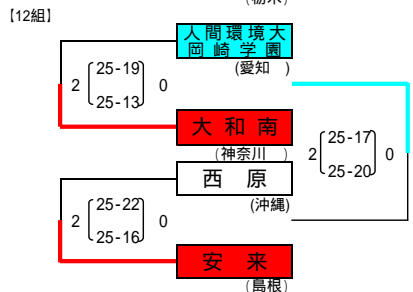 (栃木)
【12組】
人間環境大
岡崎学園
(愛知 )
2 25-19 0
25-13
大和南
(神奈川 )
2 25-17 0
25-20
西 原
(沖縄)
2 25-22 0
25-16
安 来
(島根)